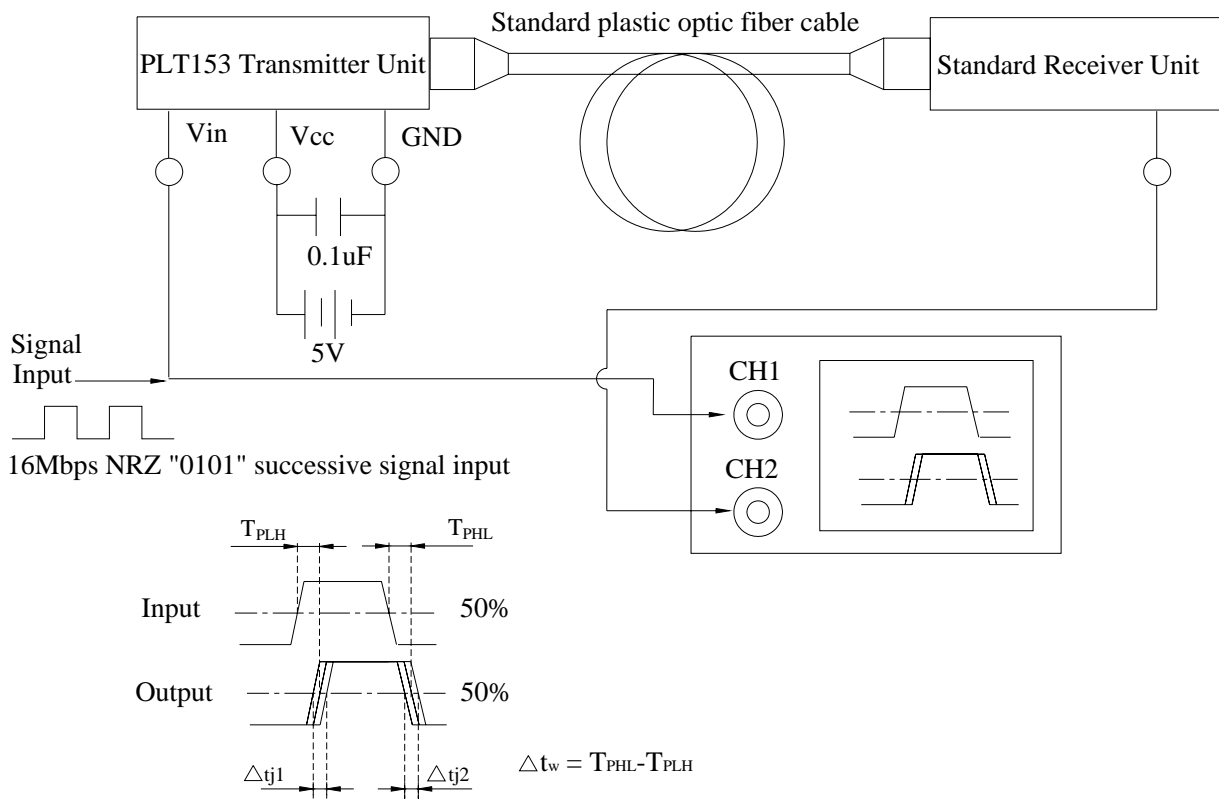 Standard plastic optic fiber cable
PLT153 Transmitter Unit
Standard Receiver Unit
Vin
Vcc
GND
0.1uF
5V
Signal
Input
CH1
CH2
16Mbps NRZ "0101" successive signal input
TPLH
TPHL
Input
50%
Output
50%
△tj1
△tj2
△tw = TPHL-TPLH